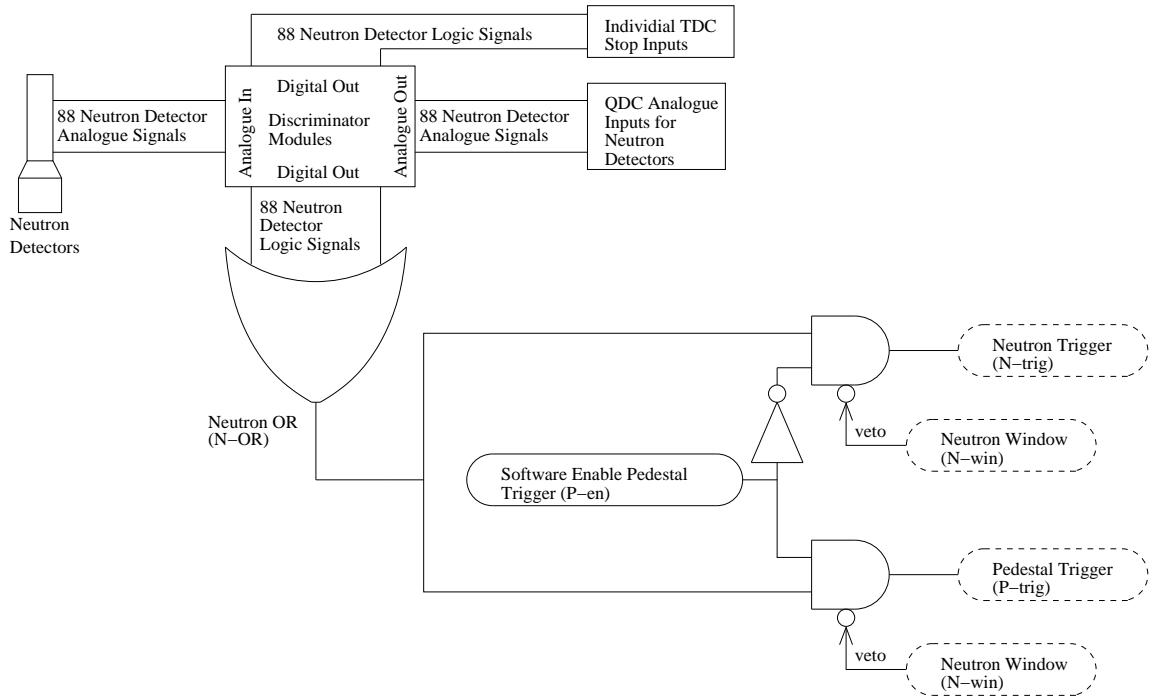 88 Neutron Detector Logic Signals
Individial TDC
Stop Inputs
88 Neutron Detector
Analogue Signals
Analogue In
Digital Out
Discriminator
Modules
Digital Out
Analogue Out
88 Neutron Detector
Analogue Signals
QDC Analogue
Inputs for
Neutron
Detectors
Neutron
Detectors
88 Neutron
Detector
Logic Signals
Neutron OR
(N−OR)
Software Enable Pedestal
Trigger (P−en)
Neutron Trigger
(N−trig)
veto
Neutron Window
(N−win)
Pedestal Trigger
(P−trig)
veto
Neutron Window
(N−win)